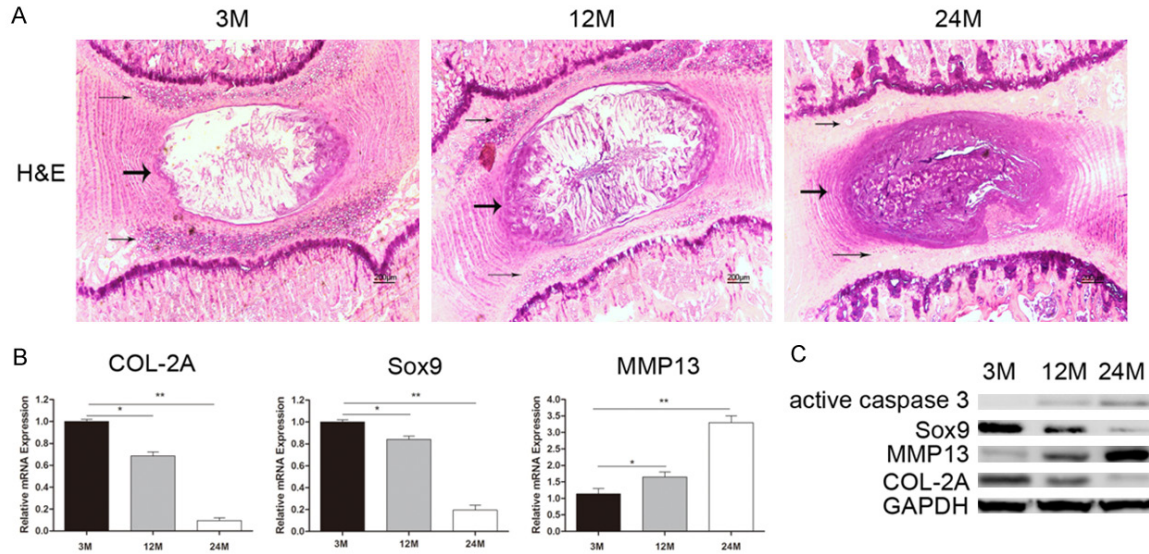 A
3M 12M 24M
H&E
200μm 200μm 200μm
B
COL-2A Sox9 MMP13
Relative mRNA Expression
1.2
1.0
0.8
0.6
0.4
0.2
0.0
**
*
3M 12M 24M
Relative mRNA Expression
1.2
1.0
0.8
0.6
0.4
0.2
0.0
**
*
3M 12M 24M
Relative mRNA Expression
4.0
3.5
3.0
2.5
2.0
1.5
1.0
0.5
0.0
**
*
3M 12M 24M
C
3M 12M 24M
active caspase 3
Sox9
MMP13
COL-2A
GAPDH